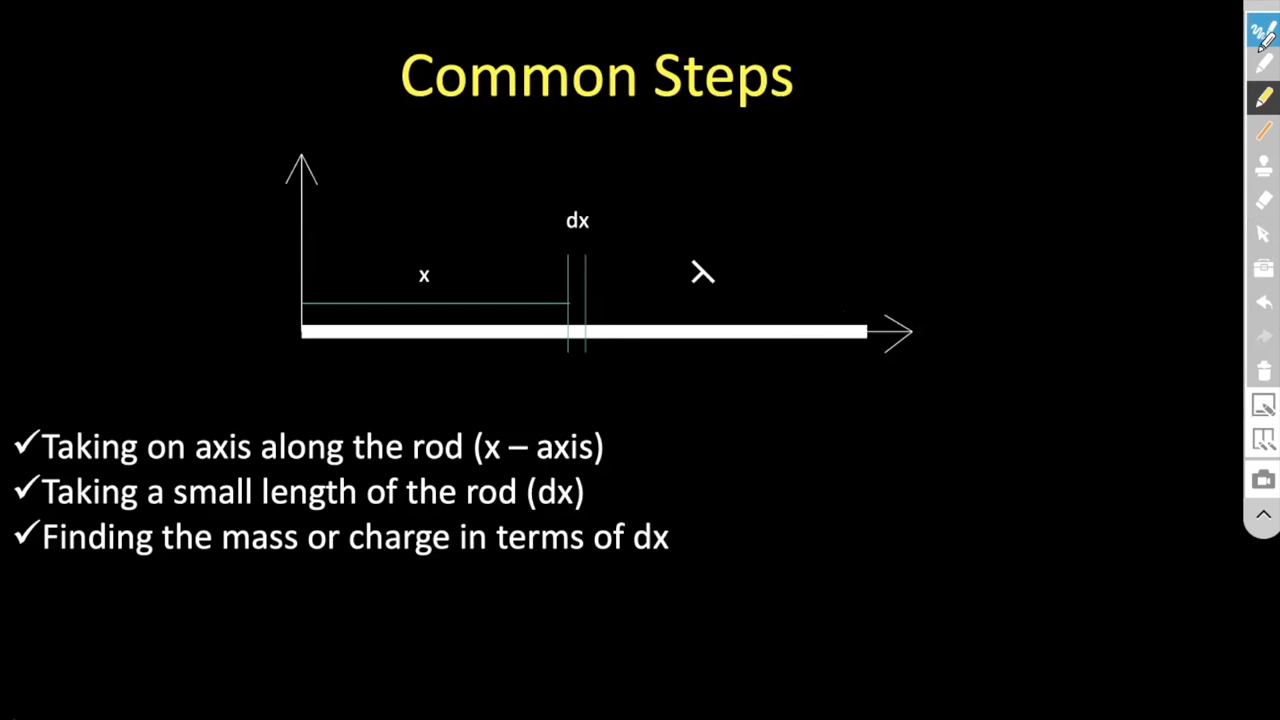 Common Steps
dx
x
λ
✓Taking on axis along the rod (x – axis)
✓Taking a small length of the rod (dx)
✓Finding the mass or charge in terms of dx